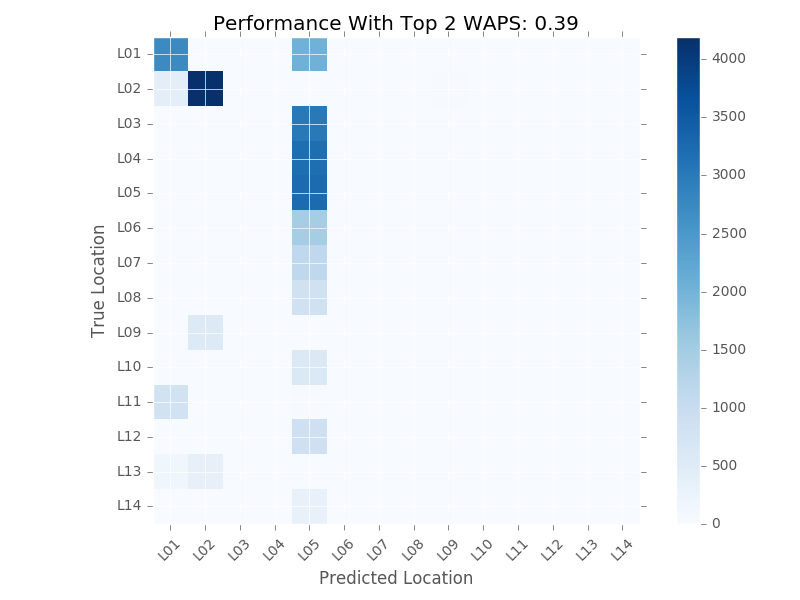 Performance With Top 2 WAPS: 0.39
True Location
L01
L02
L03
L04
L05
L06
L07
L08
L09
L10
L11
L12
L13
L14
L01 L02 L03 L04 L05 L06 L07 L08 L09 L10 L11 L12 L13 L14
Predicted Location
4000
3500
3000
2500
2000
1500
1000
500
0